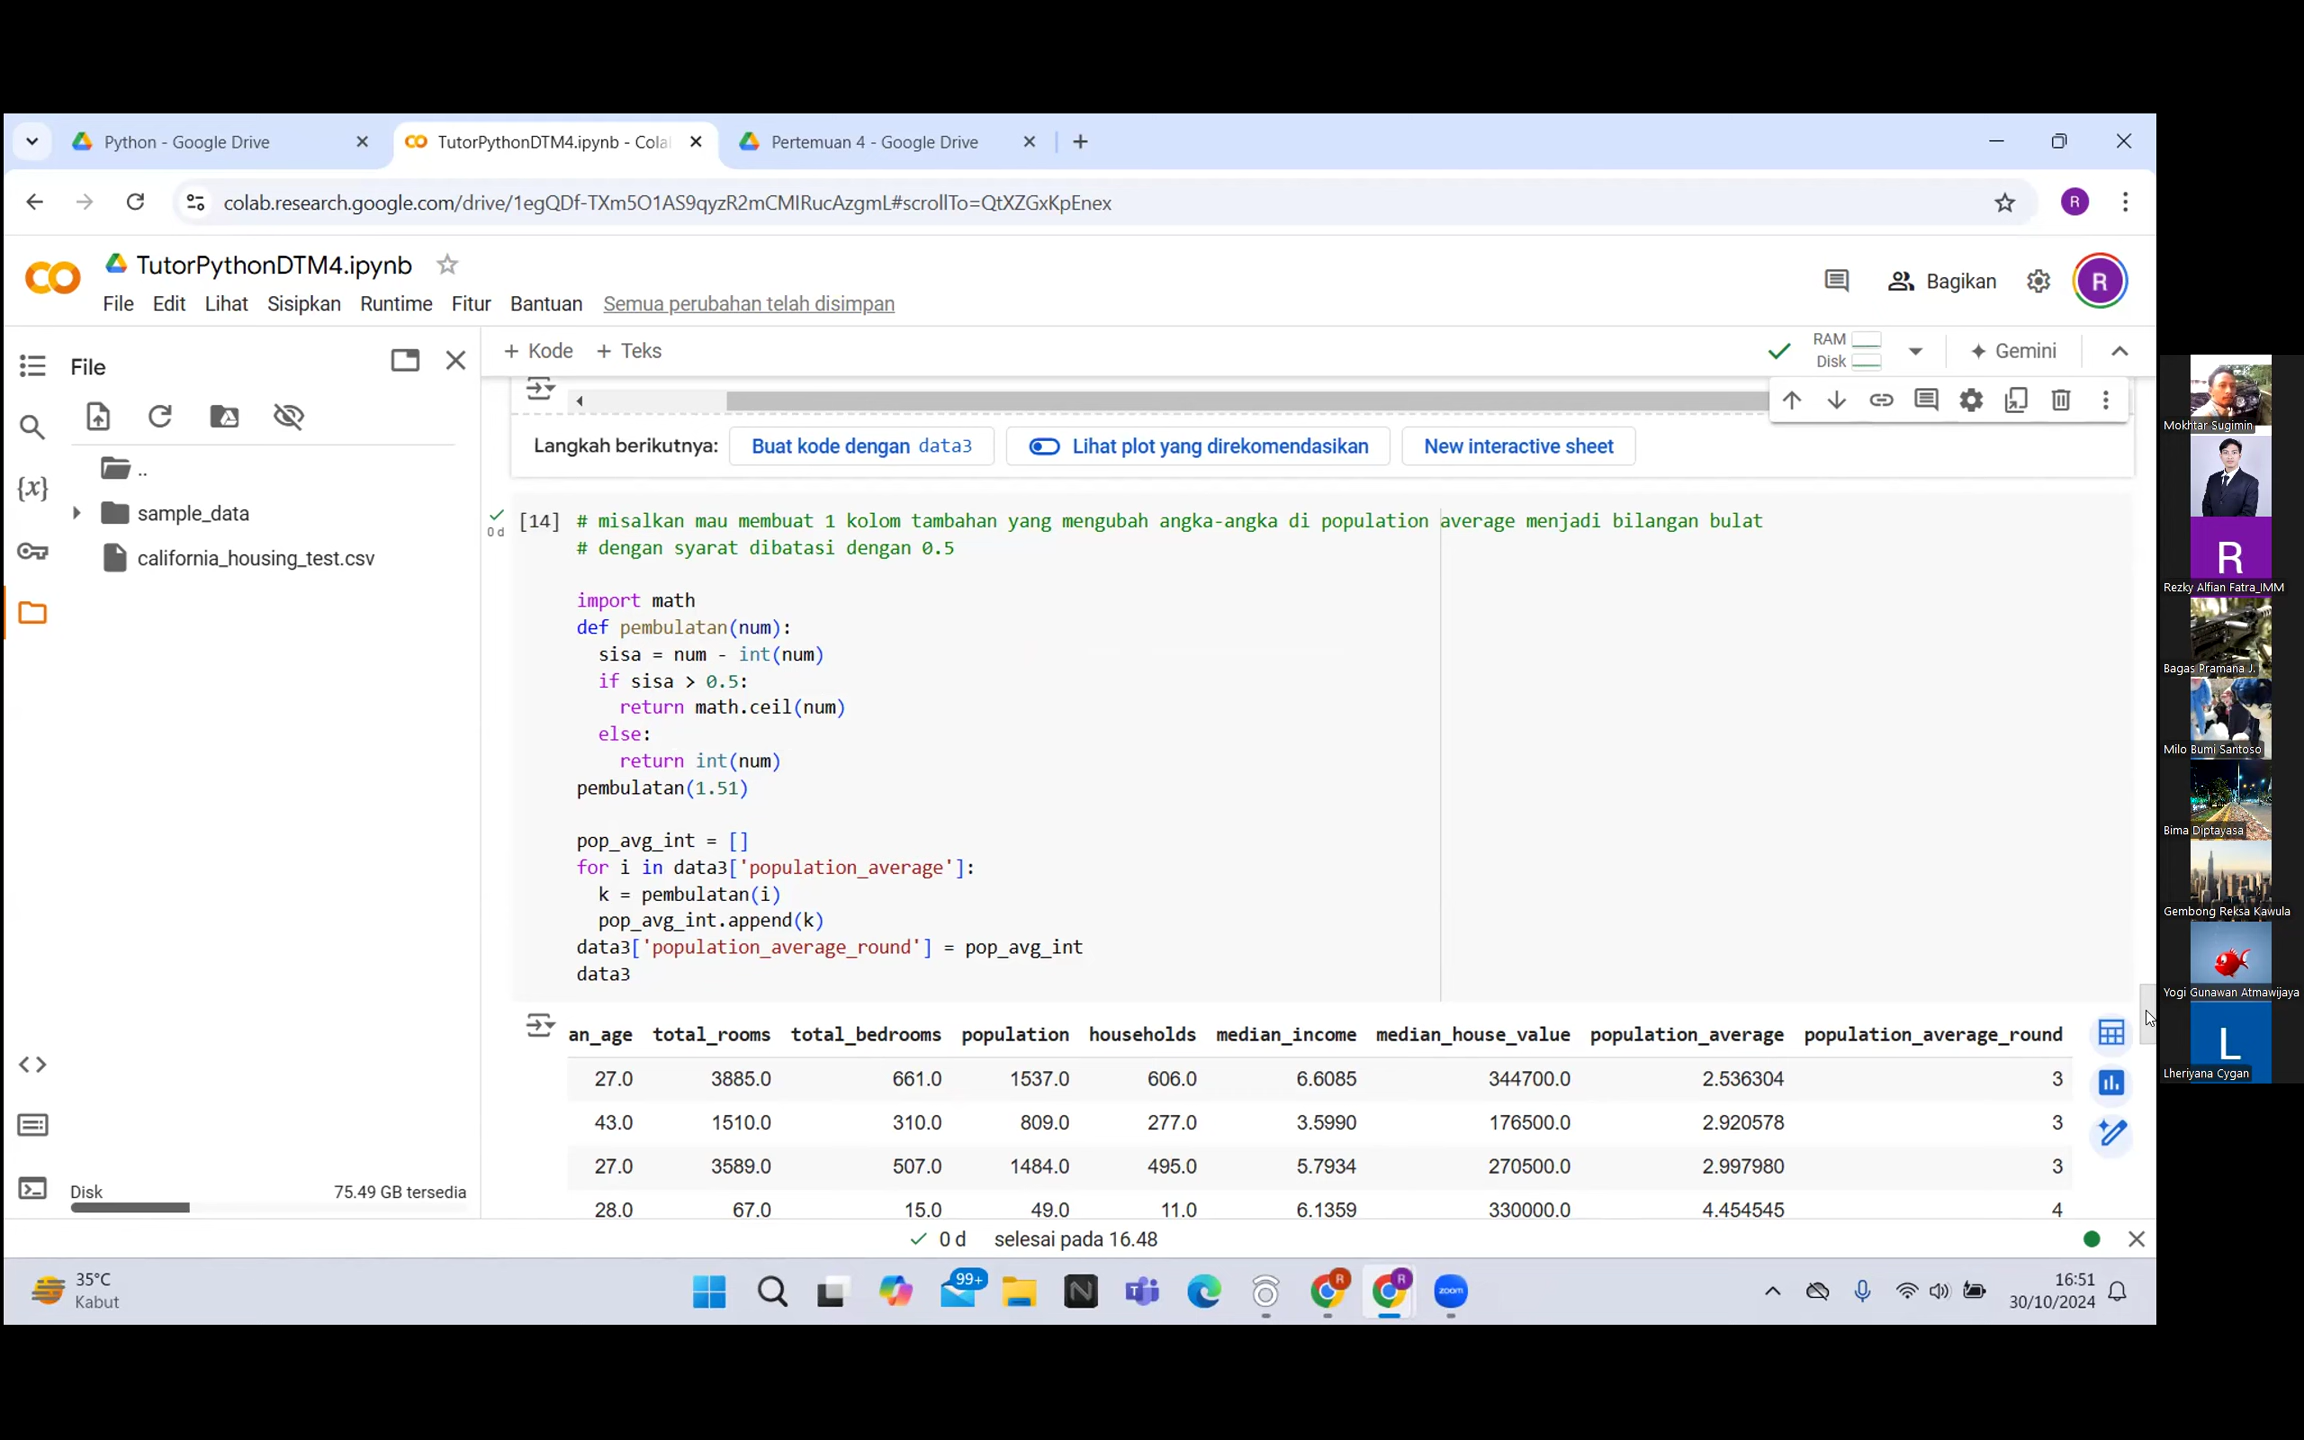 Python - Google Drive
TutorPythonDTM4.ipynb - Cola
Pertemuan 4 - Google Drive
colab.research.google.com/drive/1egQDf-TXm5O1AS9qyzR2mCMIRucAzgmL#scrollTo=QtXZGxKpEnex
R
TutorPythonDTM4.ipynb
File Edit Lihat Sisipkan Runtime Fitur Bantuan Semua perubahan telah disimpan
Bagikan
R
File
+ Kode + Teks
RAM
Disk
Gemini
..
sample_data
california_housing_test.csv
Disk 75.49 GB tersedia
Langkah berikutnya: Buat kode dengan data3 Lihat plot yang direkomendasikan New interactive sheet
0 d
[14] # misalkan mau membuat 1 kolom tambahan yang mengubah angka-angka di population average menjadi bilangan bulat
# dengan syarat dibatasi dengan 0.5
import math
def pembulatan(num):
sisa = num - int(num)
if sisa > 0.5:
return math.ceil(num)
else:
return int(num)
pembulatan(1.51)
pop_avg_int = []
for i in data3['population_average']:
k = pembulatan(i)
pop_avg_int.append(k)
data3['population_average_round'] = pop_avg_int
data3
an_age total_rooms total_bedrooms population households median_income median_house_value population_average population_average_round
27.0 3885.0 661.0 1537.0 606.0 6.6085 344700.0 2.536304 3
43.0 1510.0 310.0 809.0 277.0 3.5990 176500.0 2.920578 3
27.0 3589.0 507.0 1484.0 495.0 5.7934 270500.0 2.997980 3
28.0 67.0 15.0 49.0 11.0 6.1359 330000.0 4.454545 4
0 d selesai pada 16.48
35°C
Kabut
99+
R
R
zoom
16:51
30/10/2024
Mokhtar Sugimin
R
Rezky Alfian Fatra_IMM
Bagas Pramana J.
Milo Bumi Santoso
Bima Diptayasa
Gembong Reksa Kawula
Yogi Gunawan Atmawijaya
L
Lheriyana Cygan